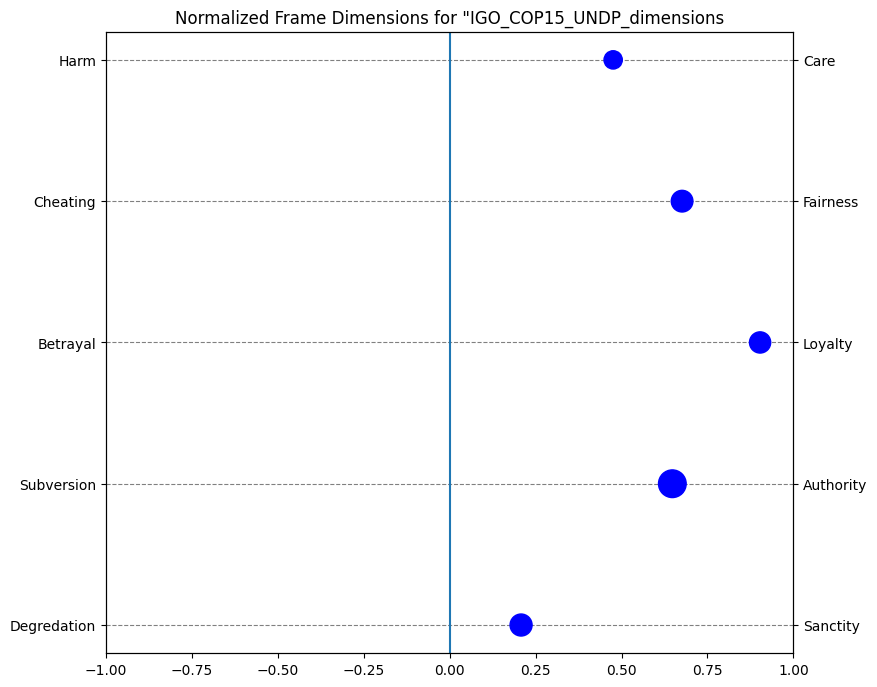 Normalized Frame Dimensions for "IGO_COP15_UNDP_dimensions
Harm Care
Cheating Fairness
Betrayal Loyalty
Subversion Authority
Degredation Sanctity
−1.00 −0.75 −0.50 −0.25 0.00 0.25 0.50 0.75 1.00